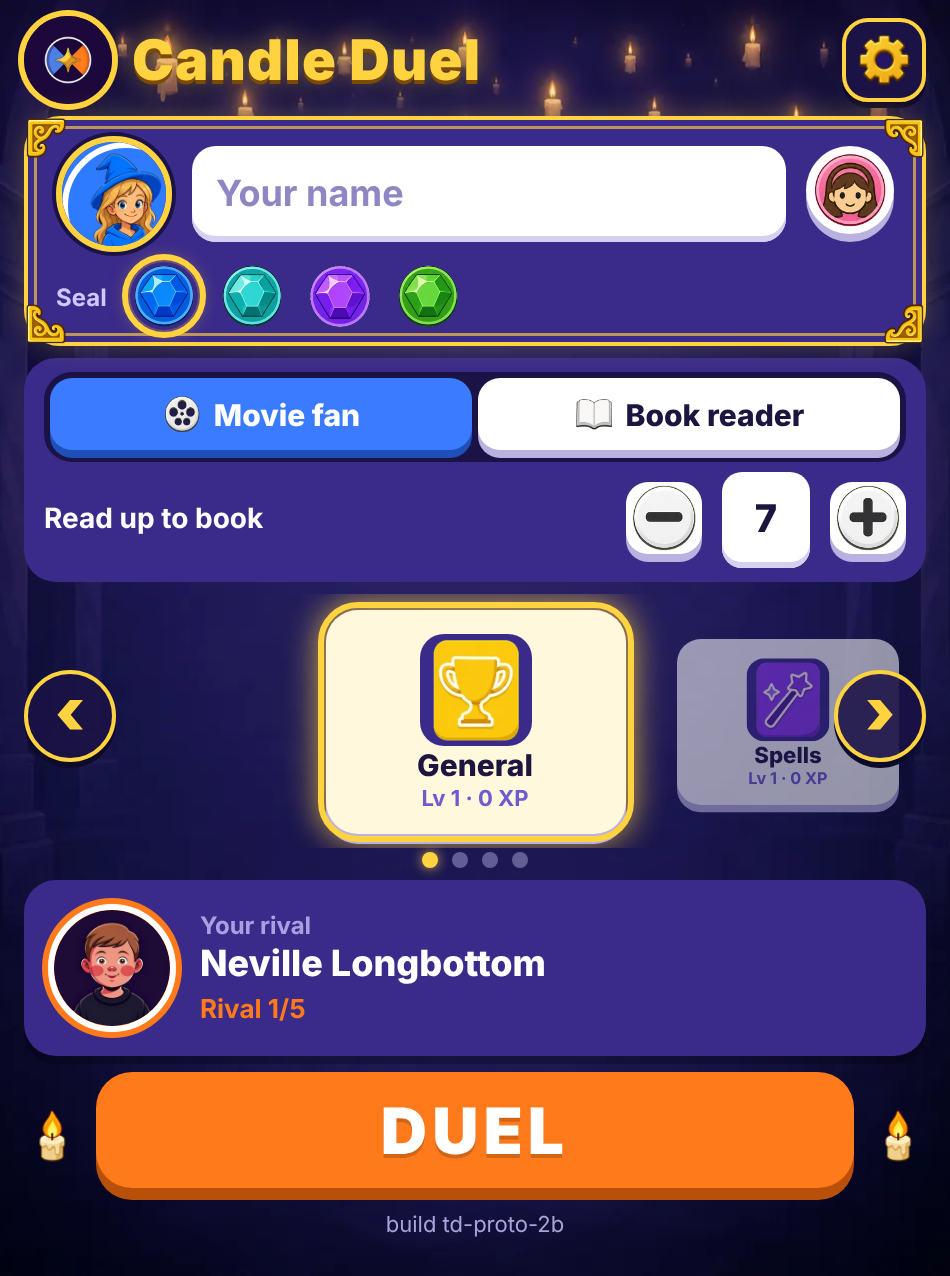 Candle Duel
Your name
Seal
Movie fan
Book reader
Read up to book
7
General
Lv 1 · 0 XP
Spells
Lv 1 · 0 XP
Your rival
Neville Longbottom
Rival 1/5
DUEL
build td-proto-2b